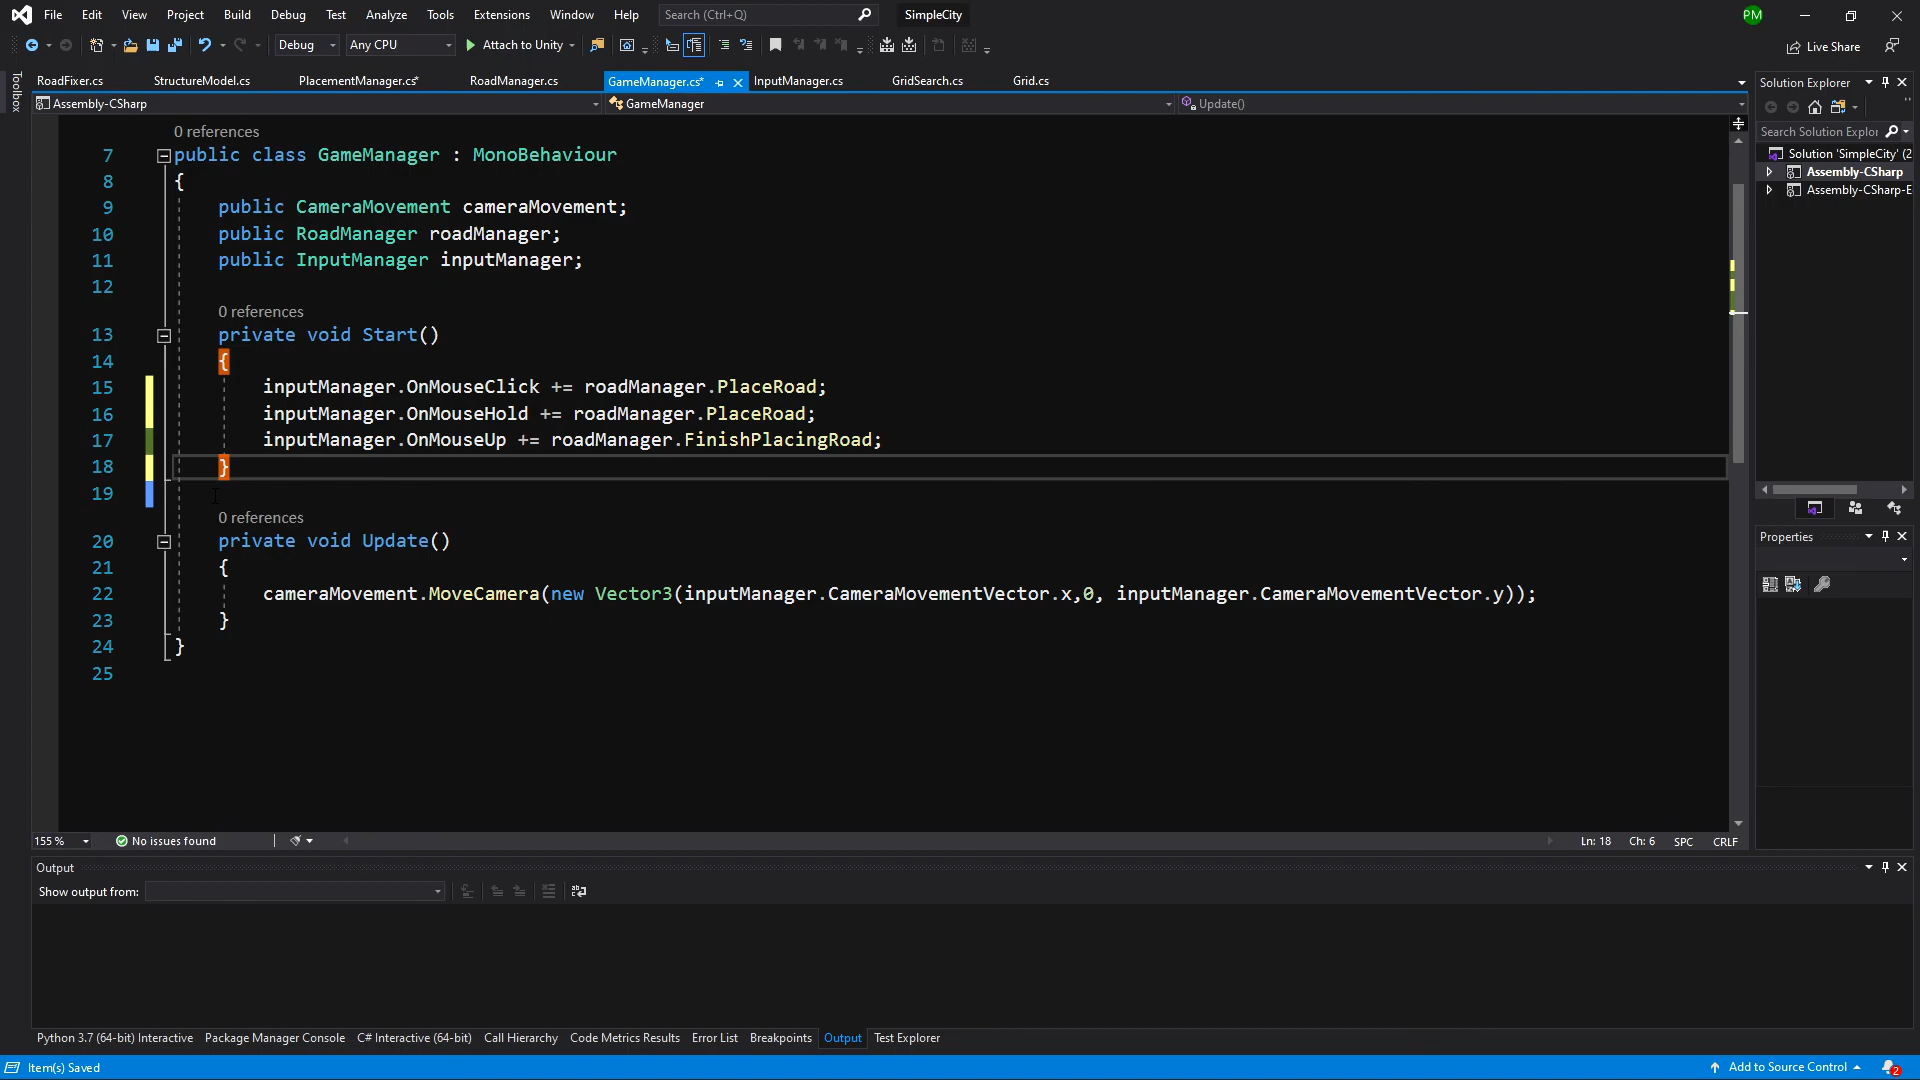 File Edit View Project Build Debug Test Analyze Tools Extensions Window Help Search (Ctrl+Q) SimpleCity PM
Debug Any CPU Attach to Unity Live Share
RoadFixer.cs StructureModel.cs PlacementManager.cs* RoadManager.cs GameManager.cs* InputManager.cs GridSearch.cs Grid.cs
Assembly-CSharp GameManager Update()
Toolbox
0 references
7 public class GameManager : MonoBehaviour
8 {
9 public CameraMovement cameraMovement;
10 public RoadManager roadManager;
11 public InputManager inputManager;
12
0 references
13 private void Start()
14 {
15 inputManager.OnMouseClick += roadManager.PlaceRoad;
16 inputManager.OnMouseHold += roadManager.PlaceRoad;
17 inputManager.OnMouseUp += roadManager.FinishPlacingRoad;
18 }
19
0 references
20 private void Update()
21 {
22 cameraMovement.MoveCamera(new Vector3(inputManager.CameraMovementVector.x,0, inputManager.CameraMovementVector.y));
23 }
24 }
25
155 % No issues found Ln: 18 Ch: 6 SPC CRLF
Solution Explorer
Search Solution Explor
Solution 'SimpleCity' (2
Assembly-CSharp
Assembly-CSharp-E
Properties
Output
Show output from:
Python 3.7 (64-bit) Interactive Package Manager Console C# Interactive (64-bit) Call Hierarchy Code Metrics Results Error List Breakpoints Output Test Explorer
Item(s) Saved Add to Source Control 2